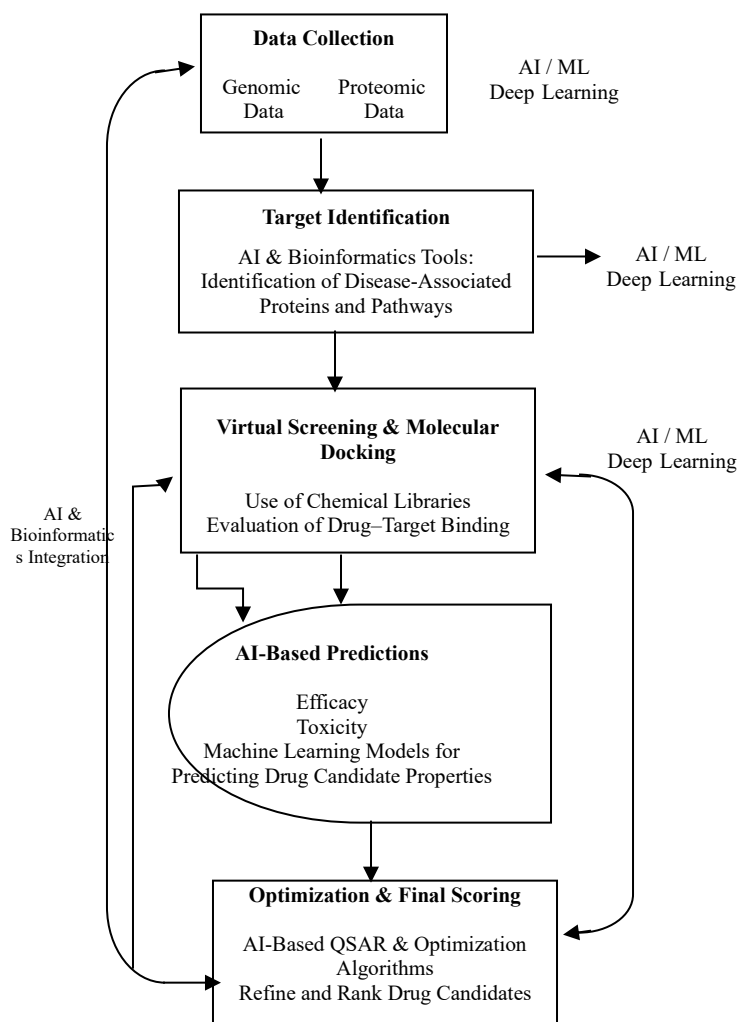 Data Collection
Genomic Data
Proteomic Data
AI / ML
Deep Learning
Target Identification
AI & Bioinformatics Tools:
Identification of Disease-Associated
Proteins and Pathways
AI / ML
Deep Learning
Virtual Screening & Molecular
Docking
Use of Chemical Libraries
Evaluation of Drug–Target Binding
AI / ML
Deep Learning
AI &
Bioinformatic
s Integration
AI-Based Predictions
Efficacy
Toxicity
Machine Learning Models for
Predicting Drug Candidate Properties
Optimization & Final Scoring
AI-Based QSAR & Optimization
Algorithms
Refine and Rank Drug Candidates